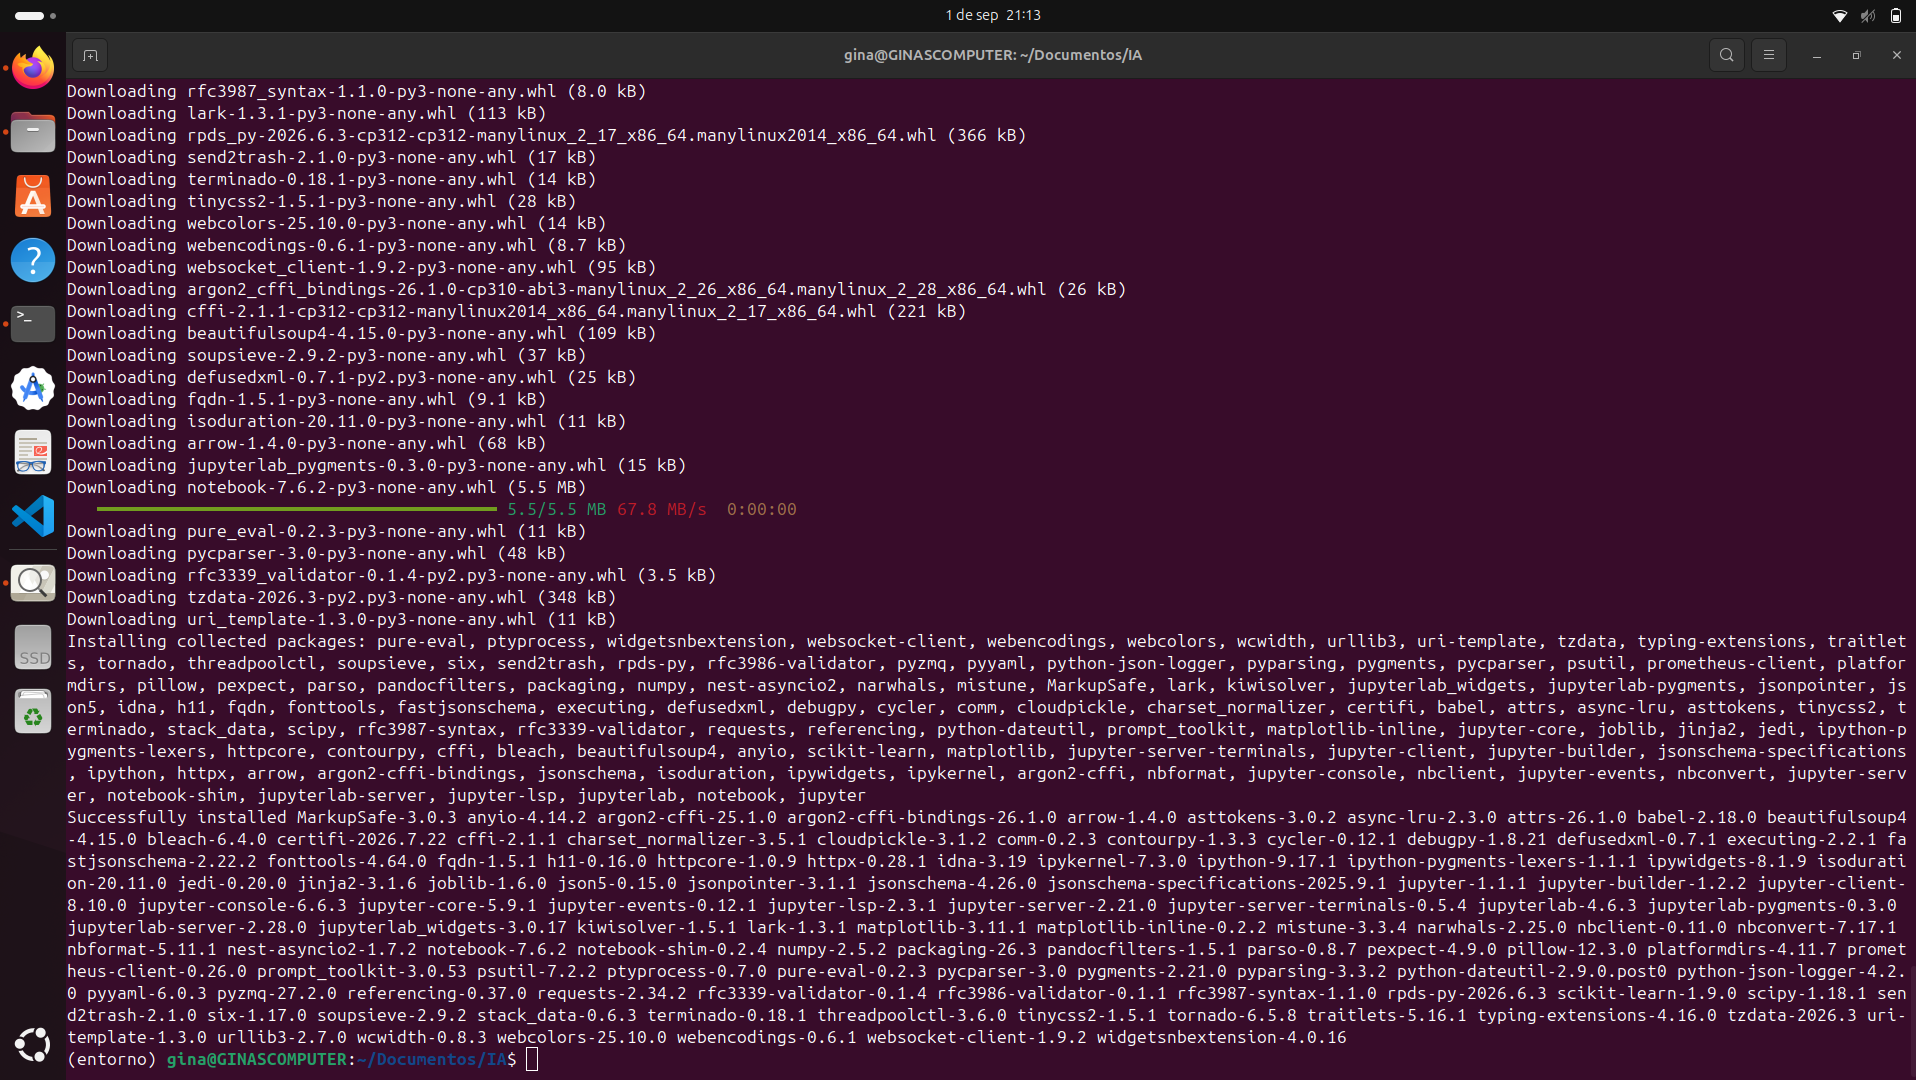 1 de sep 21:13
gina@GINASCOMPUTER: ~/Documentos/IA
Downloading rfc3987_syntax-1.1.0-py3-none-any.whl (8.0 kB)
Downloading lark-1.3.1-py3-none-any.whl (113 kB)
Downloading rpds_py-2026.6.3-cp312-cp312-manylinux_2_17_x86_64.manylinux2014_x86_64.whl (366 kB)
Downloading send2trash-2.1.0-py3-none-any.whl (17 kB)
Downloading terminado-0.18.1-py3-none-any.whl (14 kB)
Downloading tinycss2-1.5.1-py3-none-any.whl (28 kB)
Downloading webcolors-25.10.0-py3-none-any.whl (14 kB)
Downloading webencodings-0.6.1-py3-none-any.whl (8.7 kB)
Downloading websocket_client-1.9.2-py3-none-any.whl (95 kB)
Downloading argon2_cffi_bindings-26.1.0-cp310-abi3-manylinux_2_26_x86_64.manylinux_2_28_x86_64.whl (26 kB)
Downloading cffi-2.1.1-cp312-cp312-manylinux2014_x86_64.manylinux_2_17_x86_64.whl (221 kB)
Downloading beautifulsoup4-4.15.0-py3-none-any.whl (109 kB)
Downloading soupsieve-2.9.2-py3-none-any.whl (37 kB)
Downloading defusedxml-0.7.1-py2.py3-none-any.whl (25 kB)
Downloading fqdn-1.5.1-py3-none-any.whl (9.1 kB)
Downloading isoduration-20.11.0-py3-none-any.whl (11 kB)
Downloading arrow-1.4.0-py3-none-any.whl (68 kB)
Downloading jupyterlab_pygments-0.3.0-py3-none-any.whl (15 kB)
Downloading notebook-7.6.2-py3-none-any.whl (5.5 MB)
5.5/5.5 MB 67.8 MB/s 0:00:00
Downloading pure_eval-0.2.3-py3-none-any.whl (11 kB)
Downloading pycparser-3.0-py3-none-any.whl (48 kB)
Downloading rfc3339_validator-0.1.4-py2.py3-none-any.whl (3.5 kB)
Downloading tzdata-2026.3-py2.py3-none-any.whl (348 kB)
Downloading uri_template-1.3.0-py3-none-any.whl (11 kB)
Installing collected packages: pure-eval, ptyprocess, widgetsnbextension, websocket-client, webencodings, webcolors, wcwidth, urllib3, uri-template, tzdata, typing-extensions, traitlet
s, tornado, threadpoolctl, soupsieve, six, send2trash, rpds-py, rfc3986-validator, pyzmq, pyyaml, python-json-logger, pyparsing, pygments, pycparser, psutil, prometheus-client, platfor
mdirs, pillow, pexpect, parso, pandocfilters, packaging, numpy, nest-asyncio2, narwhals, mistune, MarkupSafe, lark, kiwisolver, jupyterlab_widgets, jupyterlab-pygments, jsonpointer, js
on5, idna, h11, fqdn, fonttools, fastjsonschema, executing, defusedxml, debugpy, cycler, comm, cloudpickle, charset_normalizer, certifi, babel, attrs, async-lru, asttokens, tinycss2, t
erminado, stack_data, scipy, rfc3987-syntax, rfc3339-validator, requests, referencing, python-dateutil, prompt_toolkit, matplotlib-inline, jupyter-core, joblib, jinja2, jedi, ipython-p
ygments-lexers, httpcore, contourpy, cffi, bleach, beautifulsoup4, anyio, scikit-learn, matplotlib, jupyter-server-terminals, jupyter-client, jupyter-builder, jsonschema-specifications
, ipython, httpx, arrow, argon2-cffi-bindings, jsonschema, isoduration, ipywidgets, ipykernel, argon2-cffi, nbformat, jupyter-console, nbclient, jupyter-events, nbconvert, jupyter-serv
er, notebook-shim, jupyterlab-server, jupyter-lsp, jupyterlab, notebook, jupyter
Successfully installed MarkupSafe-3.0.3 anyio-4.14.2 argon2-cffi-25.1.0 argon2-cffi-bindings-26.1.0 arrow-1.4.0 asttokens-3.0.2 async-lru-2.3.0 attrs-26.1.0 babel-2.18.0 beautifulsoup4
-4.15.0 bleach-6.4.0 certifi-2026.7.22 cffi-2.1.1 charset_normalizer-3.5.1 cloudpickle-3.1.2 comm-0.2.3 contourpy-1.3.3 cycler-0.12.1 debugpy-1.8.21 defusedxml-0.7.1 executing-2.2.1 fa
stjsonschema-2.22.2 fonttools-4.64.0 fqdn-1.5.1 h11-0.16.0 httpcore-1.0.9 httpx-0.28.1 idna-3.19 ipykernel-7.3.0 ipython-9.17.1 ipython-pygments-lexers-1.1.1 ipywidgets-8.1.9 isodurati
on-20.11.0 jedi-0.20.0 jinja2-3.1.6 joblib-1.6.0 json5-0.15.0 jsonpointer-3.1.1 jsonschema-4.26.0 jsonschema-specifications-2025.9.1 jupyter-1.1.1 jupyter-builder-1.2.2 jupyter-client-
8.10.0 jupyter-console-6.6.3 jupyter-core-5.9.1 jupyter-events-0.12.1 jupyter-lsp-2.3.1 jupyter-server-2.21.0 jupyter-server-terminals-0.5.4 jupyterlab-4.6.3 jupyterlab-pygments-0.3.0
jupyterlab-server-2.28.0 jupyterlab_widgets-3.0.17 kiwisolver-1.5.1 lark-1.3.1 matplotlib-3.11.1 matplotlib-inline-0.2.2 mistune-3.3.4 narwhals-2.25.0 nbclient-0.11.0 nbconvert-7.17.1
nbformat-5.11.1 nest-asyncio2-1.7.2 notebook-7.6.2 notebook-shim-0.2.4 numpy-2.5.2 packaging-26.3 pandocfilters-1.5.1 parso-0.8.7 pexpect-4.9.0 pillow-12.3.0 platformdirs-4.11.7 promet
heus-client-0.26.0 prompt_toolkit-3.0.53 psutil-7.2.2 ptyprocess-0.7.0 pure-eval-0.2.3 pycparser-3.0 pygments-2.21.0 pyparsing-3.3.2 python-dateutil-2.9.0.post0 python-json-logger-4.2.
0 pyyaml-6.0.3 pyzmq-27.2.0 referencing-0.37.0 requests-2.34.2 rfc3339-validator-0.1.4 rfc3986-validator-0.1.1 rfc3987-syntax-1.1.0 rpds-py-2026.6.3 scikit-learn-1.9.0 scipy-1.18.1 sen
d2trash-2.1.0 six-1.17.0 soupsieve-2.9.2 stack_data-0.6.3 terminado-0.18.1 threadpoolctl-3.6.0 tinycss2-1.5.1 tornado-6.5.8 traitlets-5.16.1 typing-extensions-4.16.0 tzdata-2026.3 uri-
template-1.3.0 urllib3-2.7.0 wcwidth-0.8.3 webcolors-25.10.0 webencodings-0.6.1 websocket-client-1.9.2 widgetsnbextension-4.0.16
(entorno) gina@GINASCOMPUTER:~/Documentos/IA$
SSD